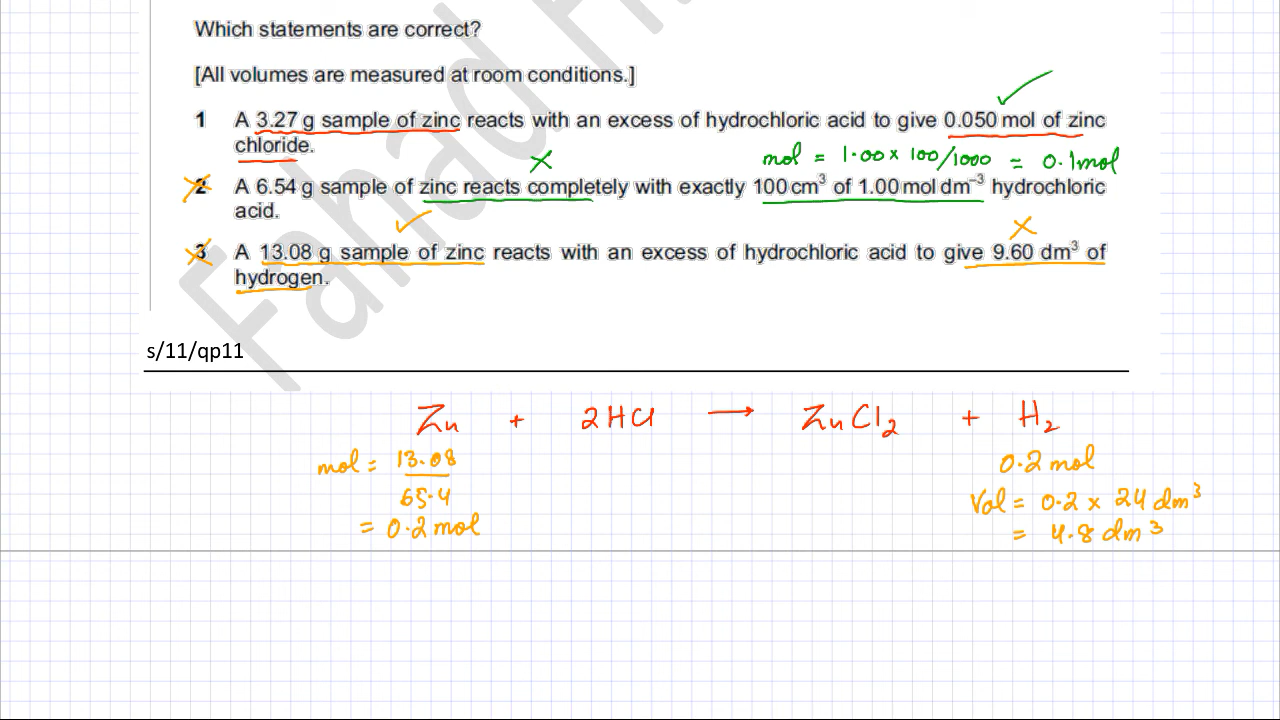 Which statements are correct?
[All volumes are measured at room conditions.]
1 A 3.27 g sample of zinc reacts with an excess of hydrochloric acid to give 0.050 mol of zinc
chloride.
mol = 1.00 x 100/1000 = 0.1mol
2 A 6.54 g sample of zinc reacts completely with exactly 100 cm³ of 1.00 mol dm⁻³ hydrochloric
acid.
3 A 13.08 g sample of zinc reacts with an excess of hydrochloric acid to give 9.60 dm³ of
hydrogen.
s/11/qp11
Zn + 2HCl → ZnCl₂ + H₂
mol = 13.08
65.4
= 0.2 mol
0.2 mol
Vol = 0.2 x 24 dm³
= 4.8 dm³
Fahad H